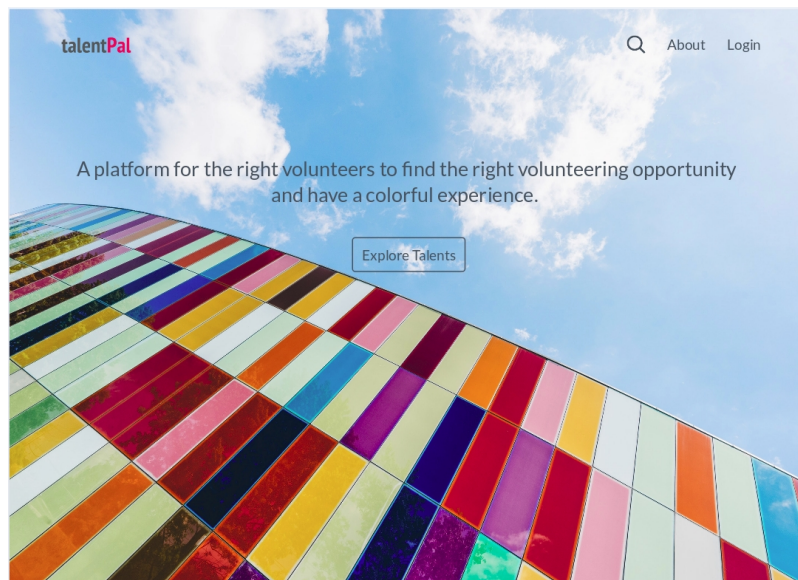 talentPal
About
Login
A platform for the right volunteers to find the right volunteering opportunity
and have a colorful experience.
Explore Talents